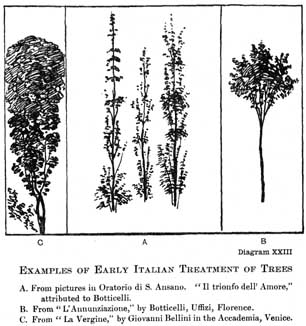 C A B
Diagram XXIII
EXAMPLES OF EARLY ITALIAN TREATMENT OF TREES
A. From pictures in Oratorio di S. Ansano. "Il trionfo dell' Amore,"
attributed to Botticelli.
B. From "L'Annunziazione," by Botticelli, Uffizi, Florence.
C. From "La Vergine," by Giovanni Bellini in the Accademia, Venice.